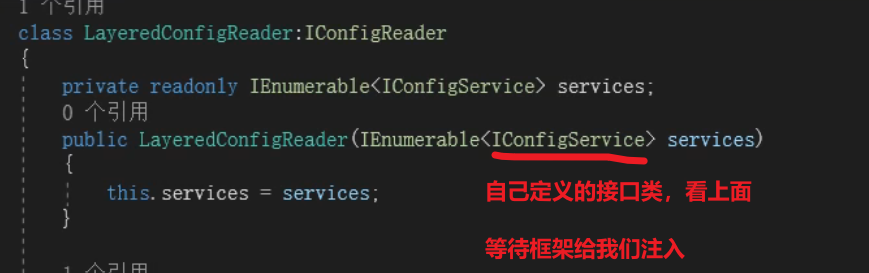 1 个引用
class LayeredConfigReader:IConfigReader
{
private readonly IEnumerable<IConfigService> services;
0 个引用
public LayeredConfigReader(IEnumerable<IConfigService> services)
{
this.services = services;
自己定义的接口类，看上面
}
等待框架给我们注入
1 个引用